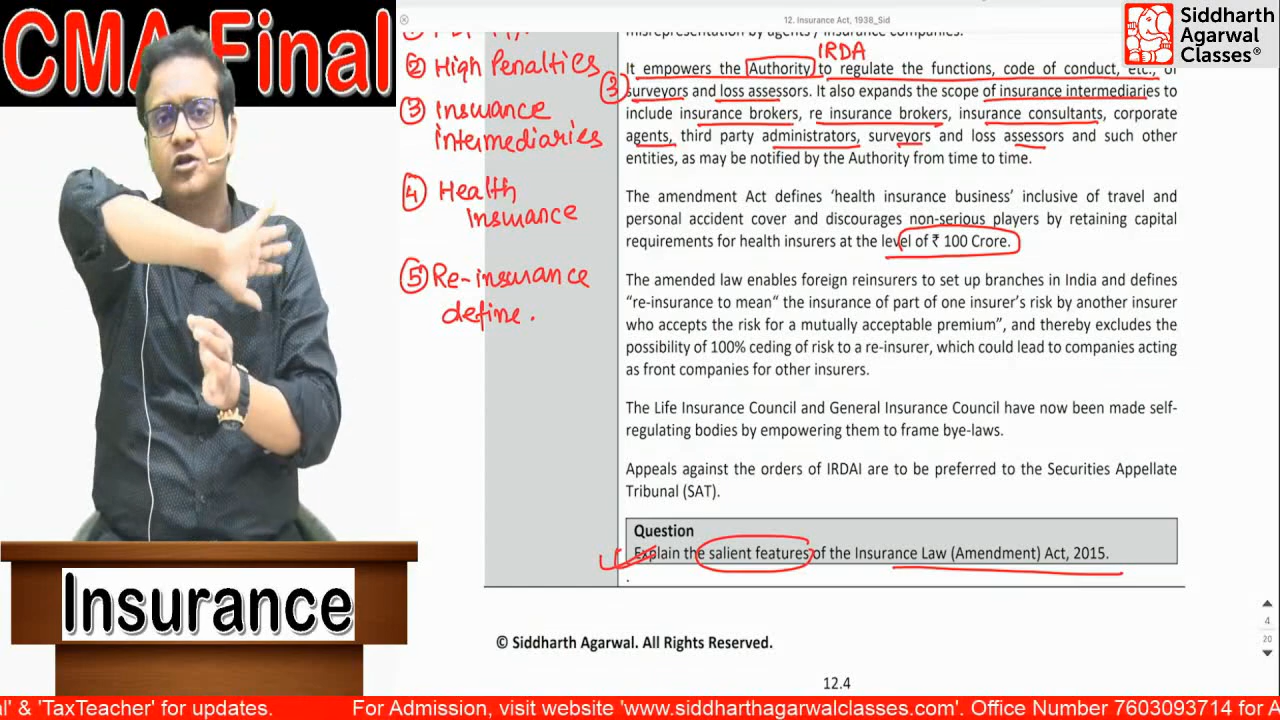 CMA Final
12. Insurance Act, 1938_Sid
Siddharth
Agarwal
Classes®
② High Penalties
③ Insurance
intermediaries
④ Health
insuance
⑤ Re-insurance
define.
misrepresentation by agents / insurance companies.
IRDA
③
It empowers the Authority to regulate the functions, code of conduct, etc., of
surveyors and loss assessors. It also expands the scope of insurance intermediaries to
include insurance brokers, re insurance brokers, insurance consultants, corporate
agents, third party administrators, surveyors and loss assessors and such other
entities, as may be notified by the Authority from time to time.
The amendment Act defines ‘health insurance business’ inclusive of travel and
personal accident cover and discourages non-serious players by retaining capital
requirements for health insurers at the level of ₹ 100 Crore.
The amended law enables foreign reinsurers to set up branches in India and defines
“re-insurance to mean“ the insurance of part of one insurer’s risk by another insurer
who accepts the risk for a mutually acceptable premium”, and thereby excludes the
possibility of 100% ceding of risk to a re-insurer, which could lead to companies acting
as front companies for other insurers.
The Life Insurance Council and General Insurance Council have now been made self-
regulating bodies by empowering them to frame bye-laws.
Appeals against the orders of IRDAI are to be preferred to the Securities Appellate
Tribunal (SAT).
Question
Explain the salient features of the Insurance Law (Amendment) Act, 2015.
Insurance
© Siddharth Agarwal. All Rights Reserved.
4
20
12.4
l' & 'TaxTeacher' for updates. For Admission, visit website 'www.siddharthagarwalclasses.com'. Office Number 7603093714 for A